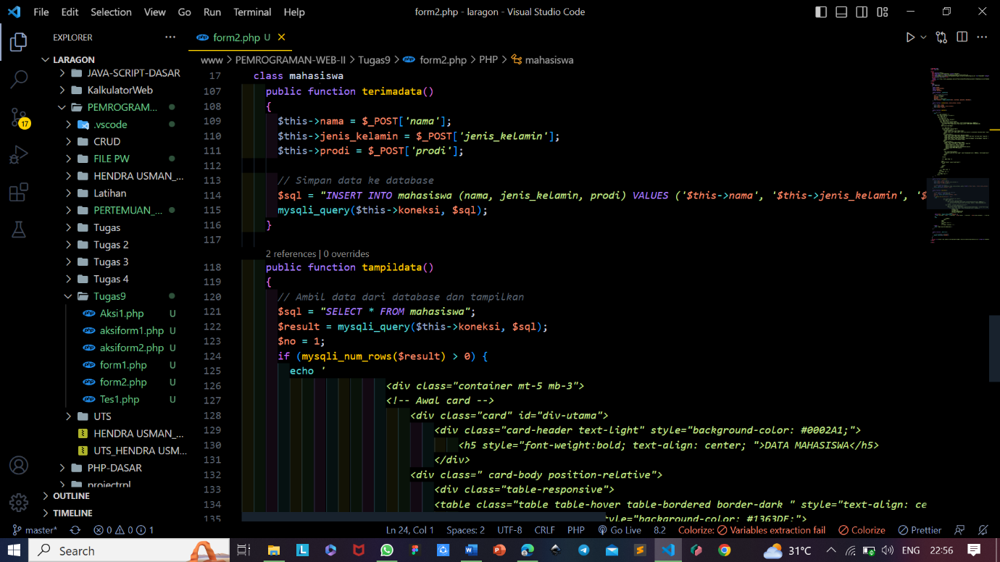 File Edit Selection View Go Run Terminal Help
form2.php - laragon - Visual Studio Code
EXPLORER
LARAGON
JAVA-SCRIPT-DASAR
KalkulatorWeb
PEMROGRAM...
.vscode
CRUD
FILE PW
HENDRA USMAN_...
Latihan
PERTEMUAN_...
Tugas
Tugas 2
Tugas 3
Tugas 4
Tugas9
Aksi1.php U
aksiform1.php U
aksiform2.php U
form1.php U
form2.php U
Tes1.php U
UTS
HENDRA USMAN_...
UTS_HENDRA USM...
PHP-DASAR
projectrpl
OUTLINE
TIMELINE
17
form2.php U
www > PEMROGRAMAN-WEB-II > Tugas9 > form2.php > PHP > mahasiswa
17 class mahasiswa
107 public function terimadata()
108 {
109 $this->nama = $_POST['nama'];
110 $this->jenis_kelamin = $_POST['jenis_kelamin'];
111 $this->prodi = $_POST['prodi'];
112
113 // Simpan data ke database
114 $sql = "INSERT INTO mahasiswa (nama, jenis_kelamin, prodi) VALUES ('$this->nama', '$this->jenis_kelamin', '$
115 mysqli_query($this->koneksi, $sql);
116 }
117
2 references | 0 overrides
118 public function tampildata()
119 {
120 // Ambil data dari database dan tampilkan
121 $sql = "SELECT * FROM mahasiswa";
122 $result = mysqli_query($this->koneksi, $sql);
123 $no = 1;
124 if (mysqli_num_rows($result) > 0) {
125 echo '
126 <div class="container mt-5 mb-3">
127 <!-- Awal card -->
128 <div class="card" id="div-utama">
129 <div class="card-header text-light" style="background-color: #0002A1;">
130 <h5 style="font-weight:bold; text-align: center; ">DATA MAHASISWA</h5>
131 </div>
132 <div class=" card-body position-relative">
133 <div class="table-responsive">
134 <table class="table table-hover table-bordered border-dark " style="text-align: ce
135 tyle="background-color: #1363DF;">
master* 0 0 1 Ln 24, Col 1 Spaces: 2 UTF-8 CRLF PHP Go Live 8.2 Colorize: Variables extraction fail Colorize Prettier
Search 31°C ENG 22:56